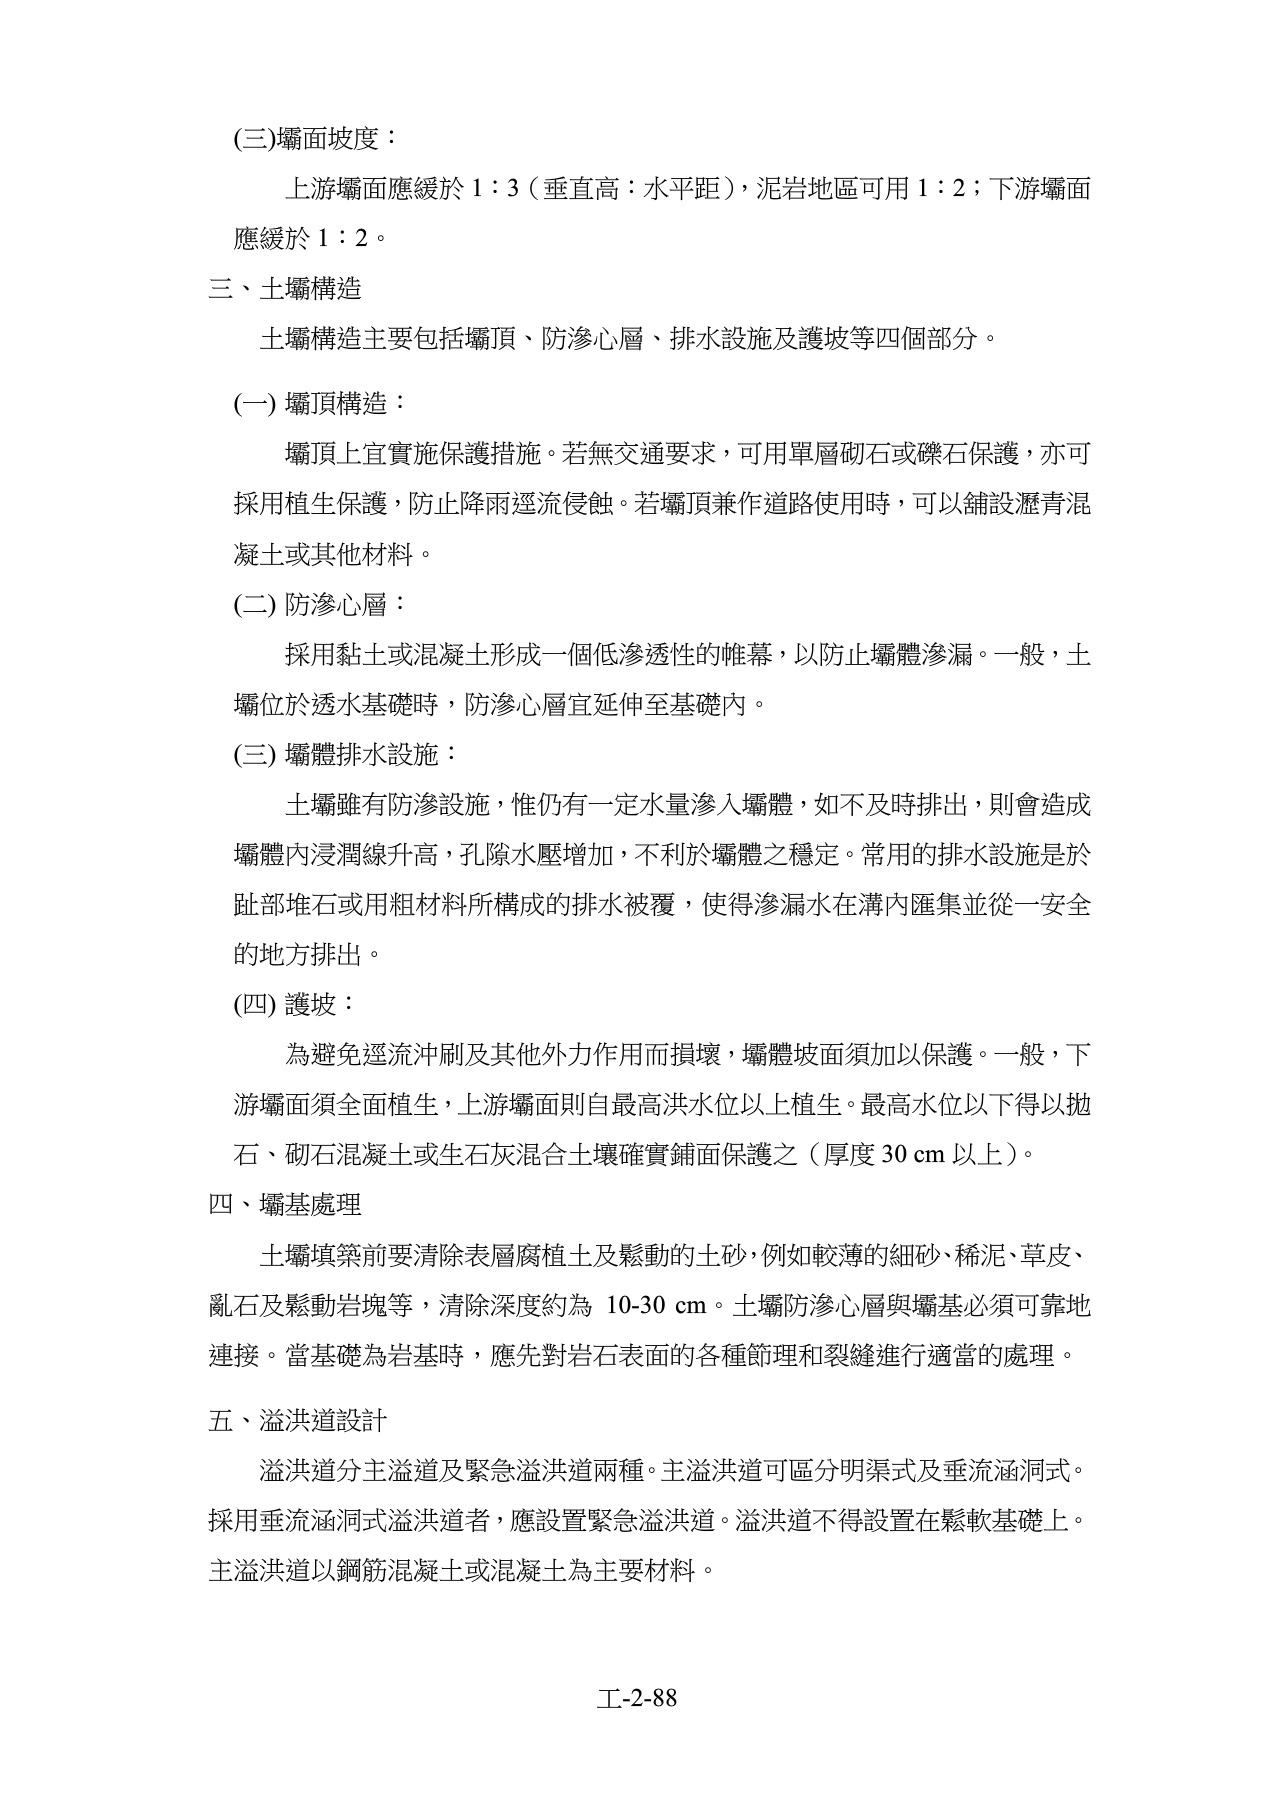 (三)壩面坡度：
上游壩面應緩於 1：3（垂直高：水平距），泥岩地區可用 1：2；下游壩面
應緩於 1：2。
三、土壩構造
土壩構造主要包括壩頂、防滲心層、排水設施及護坡等四個部分。
(一) 壩頂構造：
壩頂上宜實施保護措施。若無交通要求，可用單層砌石或礫石保護，亦可
採用植生保護，防止降雨逕流侵蝕。若壩頂兼作道路使用時，可以舖設瀝青混
凝土或其他材料。
(二) 防滲心層：
採用黏土或混凝土形成一個低滲透性的帷幕，以防止壩體滲漏。一般，土
壩位於透水基礎時，防滲心層宜延伸至基礎內。
(三) 壩體排水設施：
土壩雖有防滲設施，惟仍有一定水量滲入壩體，如不及時排出，則會造成
壩體內浸潤線升高，孔隙水壓增加，不利於壩體之穩定。常用的排水設施是於
趾部堆石或用粗材料所構成的排水被覆，使得滲漏水在溝內匯集並從一安全
的地方排出。
(四) 護坡：
為避免逕流沖刷及其他外力作用而損壞，壩體坡面須加以保護。一般，下
游壩面須全面植生，上游壩面則自最高洪水位以上植生。最高水位以下得以拋
石、砌石混凝土或生石灰混合土壤確實鋪面保護之（厚度 30 cm 以上）。
四、壩基處理
土壩填築前要清除表層腐植土及鬆動的土砂，例如較薄的細砂、稀泥、草皮、
亂石及鬆動岩塊等，清除深度約為 10-30 cm。土壩防滲心層與壩基必須可靠地
連接。當基礎為岩基時，應先對岩石表面的各種節理和裂縫進行適當的處理。
五、溢洪道設計
溢洪道分主溢道及緊急溢洪道兩種。主溢洪道可區分明渠式及垂流涵洞式。
採用垂流涵洞式溢洪道者，應設置緊急溢洪道。溢洪道不得設置在鬆軟基礎上。
主溢洪道以鋼筋混凝土或混凝土為主要材料。
工-2-88